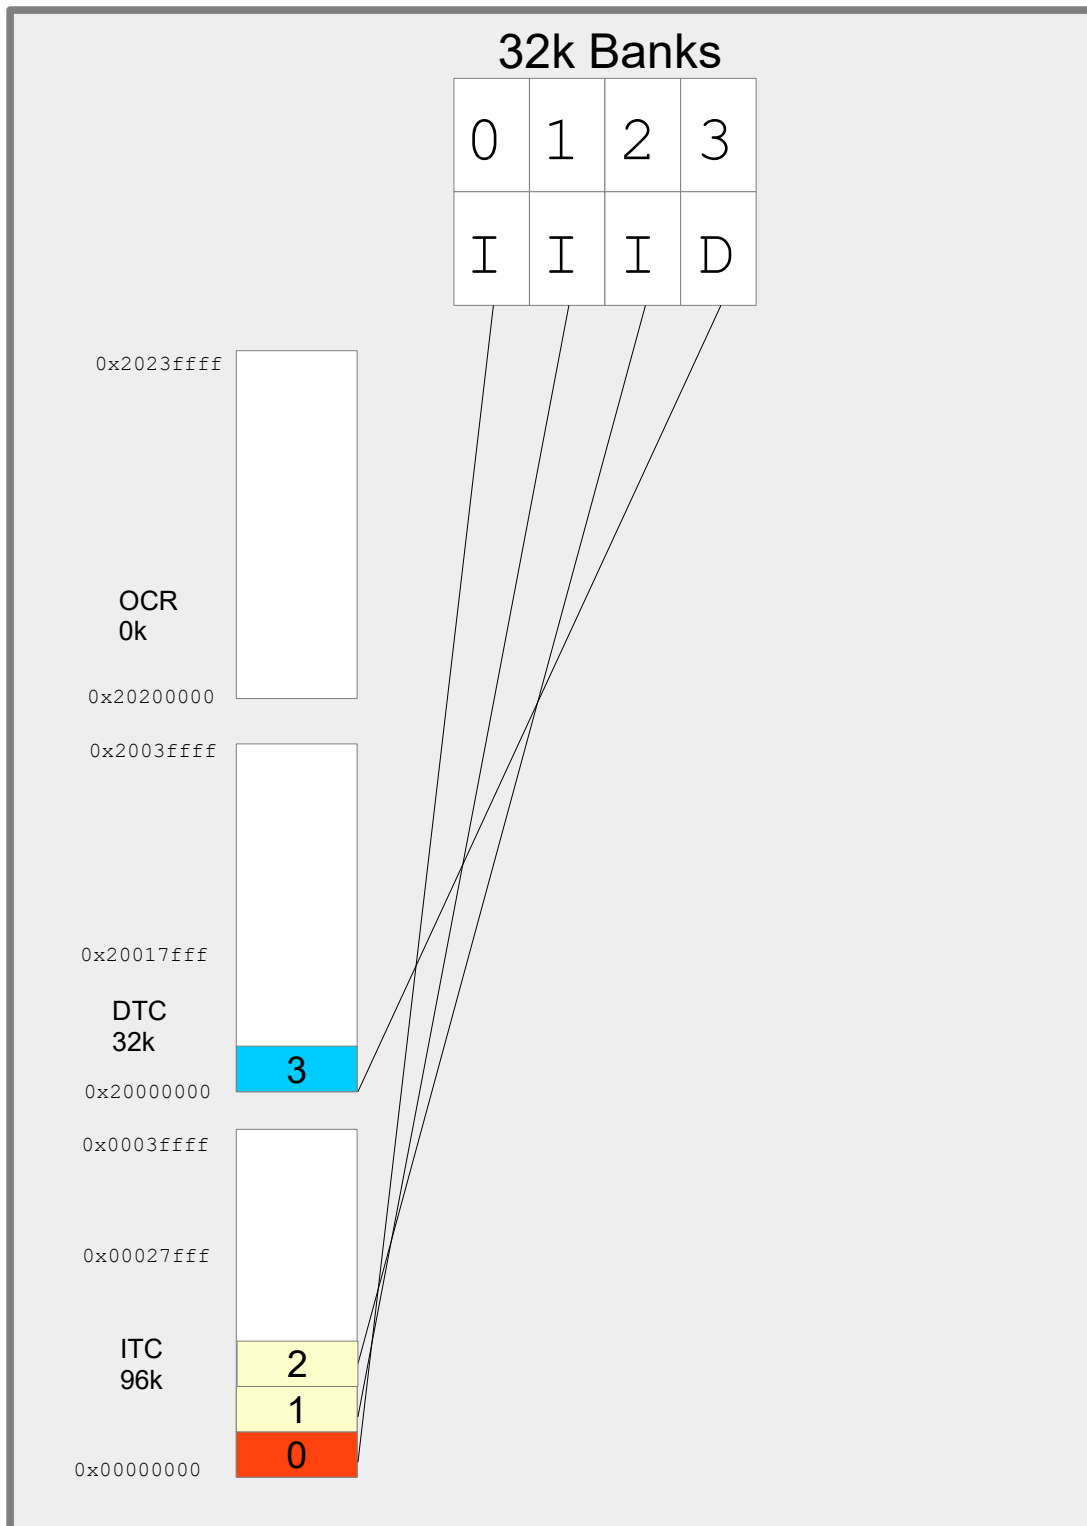 32k Banks
0 1 2 3
I I I D
0x2023ffff
OCR
0k
0x20200000
0x2003ffff
0x20017fff
DTC
32k
3
0x20000000
0x0003ffff
0x00027fff
ITC
96k
2
1
0
0x00000000